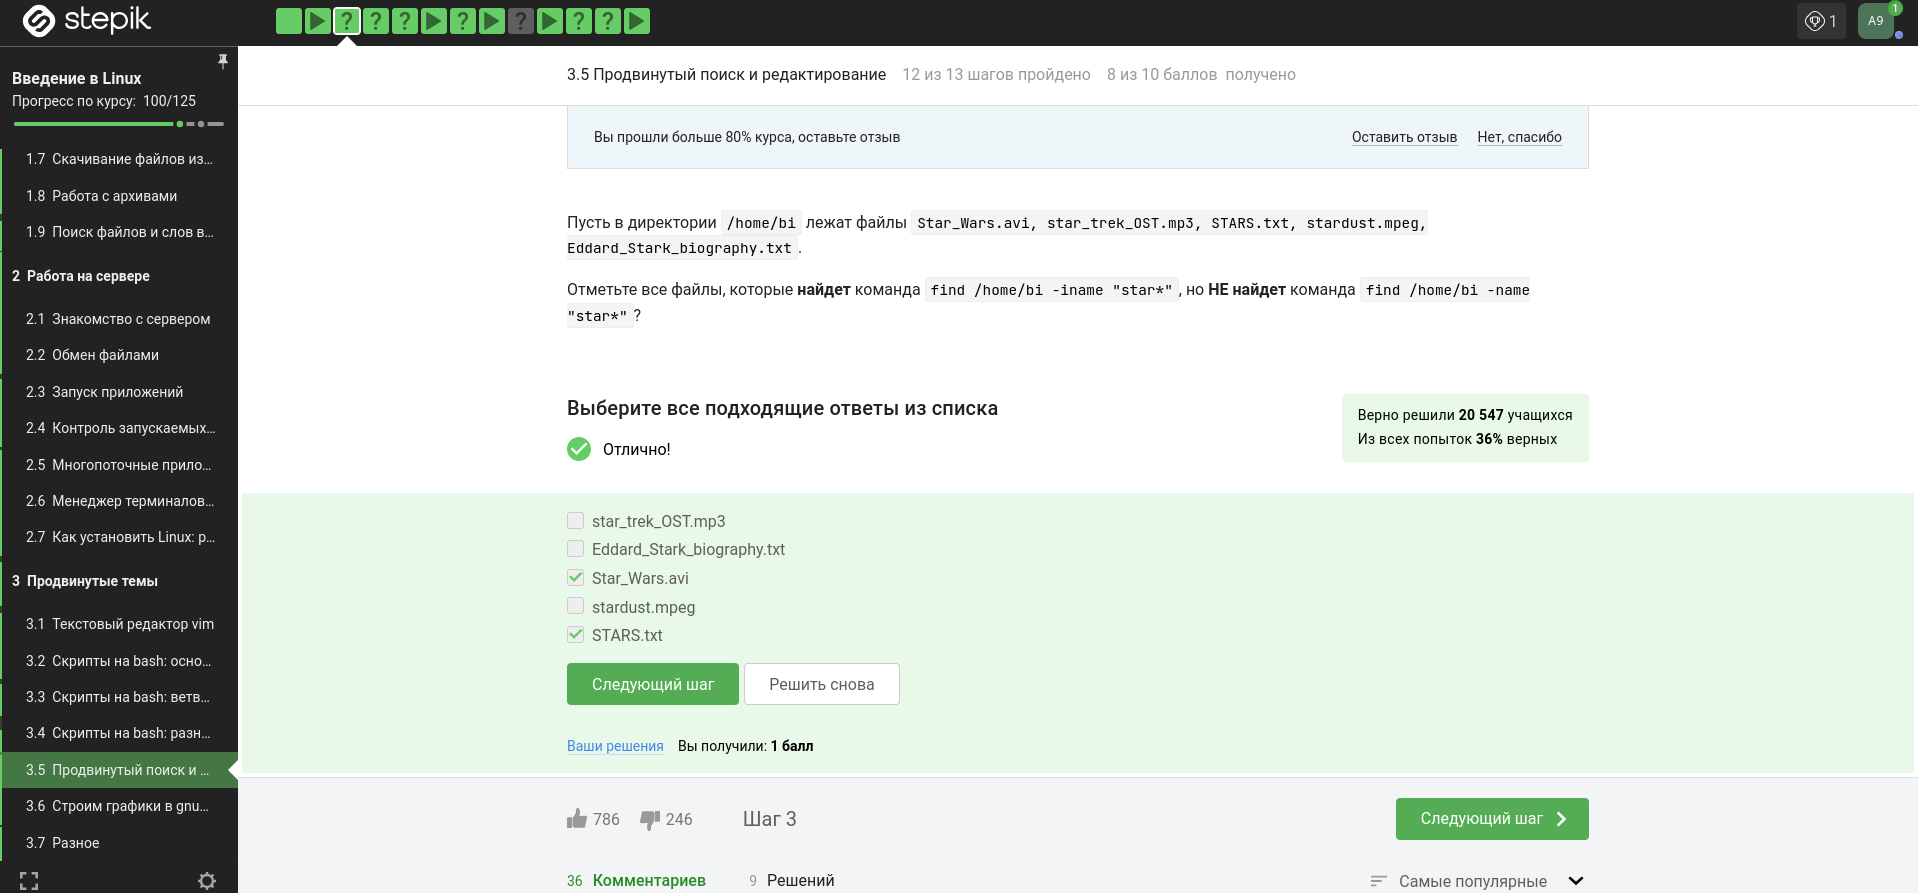 stepik
? ? ? ? ? ? ?
1
A9
1
Введение в Linux
Прогресс по курсу: 100/125
1.7 Скачивание файлов из...
1.8 Работа с архивами
1.9 Поиск файлов и слов в...
2 Работа на сервере
2.1 Знакомство с сервером
2.2 Обмен файлами
2.3 Запуск приложений
2.4 Контроль запускаемых...
2.5 Многопоточные прило...
2.6 Менеджер терминалов...
2.7 Как установить Linux: р...
3 Продвинутые темы
3.1 Текстовый редактор vim
3.2 Скрипты на bash: осно...
3.3 Скрипты на bash: ветв...
3.4 Скрипты на bash: разн...
3.5 Продвинутый поиск и ...
3.6 Строим графики в gnu...
3.7 Разное
3.5 Продвинутый поиск и редактирование 12 из 13 шагов пройдено 8 из 10 баллов получено
Вы прошли больше 80% курса, оставьте отзыв Оставить отзыв Нет, спасибо
Пусть в директории /home/bi лежат файлы Star_Wars.avi, star_trek_OST.mp3, STARS.txt, stardust.mpeg,
Eddard_Stark_biography.txt .
Отметьте все файлы, которые найдет команда find /home/bi -iname "star*" , но НЕ найдет команда find /home/bi -name
"star*" ?
Выберите все подходящие ответы из списка
Отлично!
Верно решили 20 547 учащихся
Из всех попыток 36% верных
star_trek_OST.mp3
Eddard_Stark_biography.txt
Star_Wars.avi
stardust.mpeg
STARS.txt
Следующий шаг Решить снова
Ваши решения Вы получили: 1 балл
786 246 Шаг 3 Следующий шаг
36 Комментариев 9 Решений Самые популярные